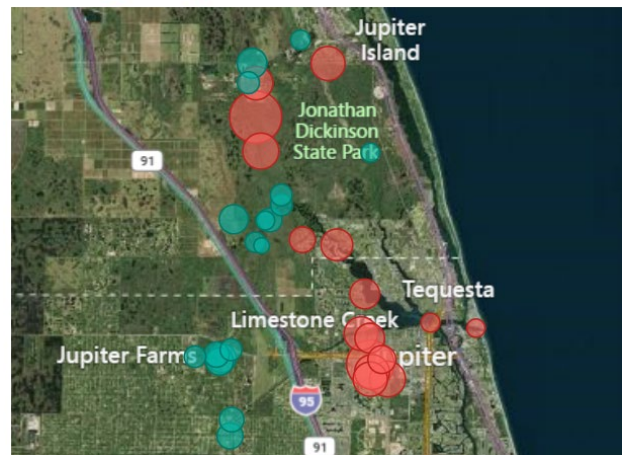 Jupiter
Island
Jonathan
Dickinson
State Park
91
Tequesta
Limestone Creek
Jupiter Farms
Jupiter
95
91